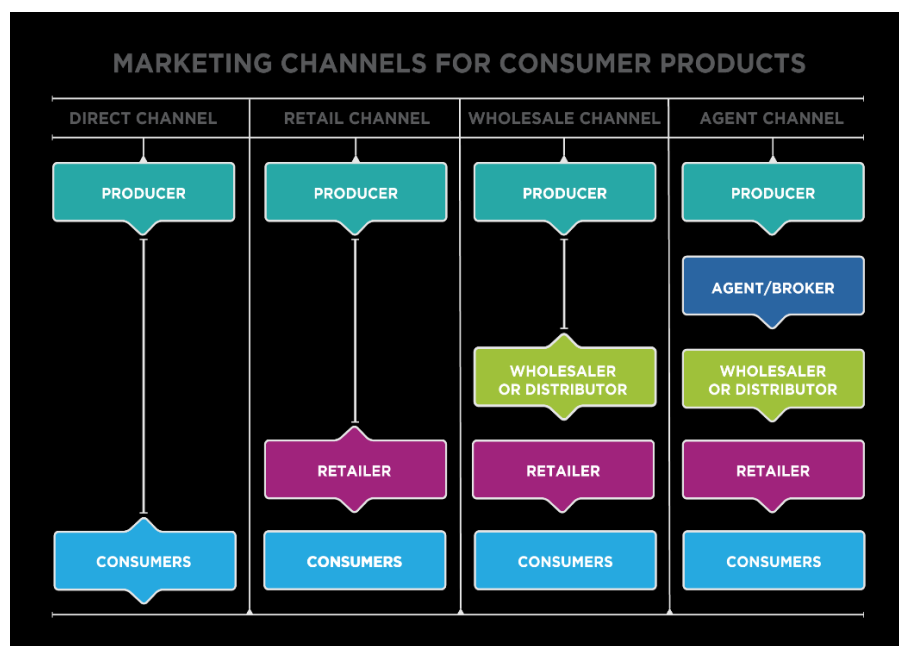 MARKETING CHANNELS FOR CONSUMER PRODUCTS
DIRECT CHANNEL
RETAIL CHANNEL
WHOLESALE CHANNEL
AGENT CHANNEL
PRODUCER
PRODUCER
PRODUCER
PRODUCER
AGENT/BROKER
WHOLESALER
OR DISTRIBUTOR
WHOLESALER
OR DISTRIBUTOR
RETAILER
RETAILER
RETAILER
CONSUMERS
CONSUMERS
CONSUMERS
CONSUMERS